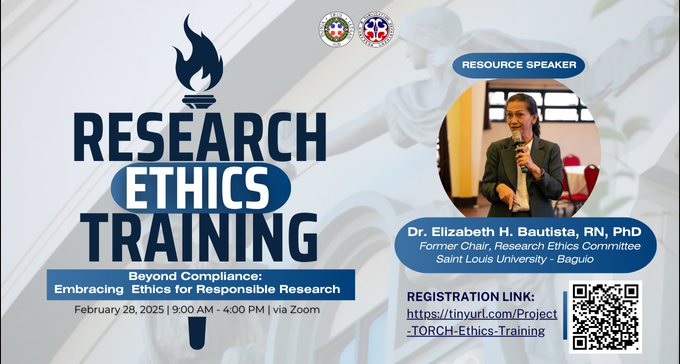 RESEARCH
ETHICS
TRAINING
Beyond Compliance:
Embracing Ethics for Responsible Research
February 28, 2025 | 9:00 AM - 4:00 PM | via Zoom
RESOURCE SPEAKER
Dr. Elizabeth H. Bautista, RN, PhD
Former Chair, Research Ethics Committee
Saint Louis University - Baguio
REGISTRATION LINK:
https://tinyurl.com/Project
-TORCH-Ethics-Training